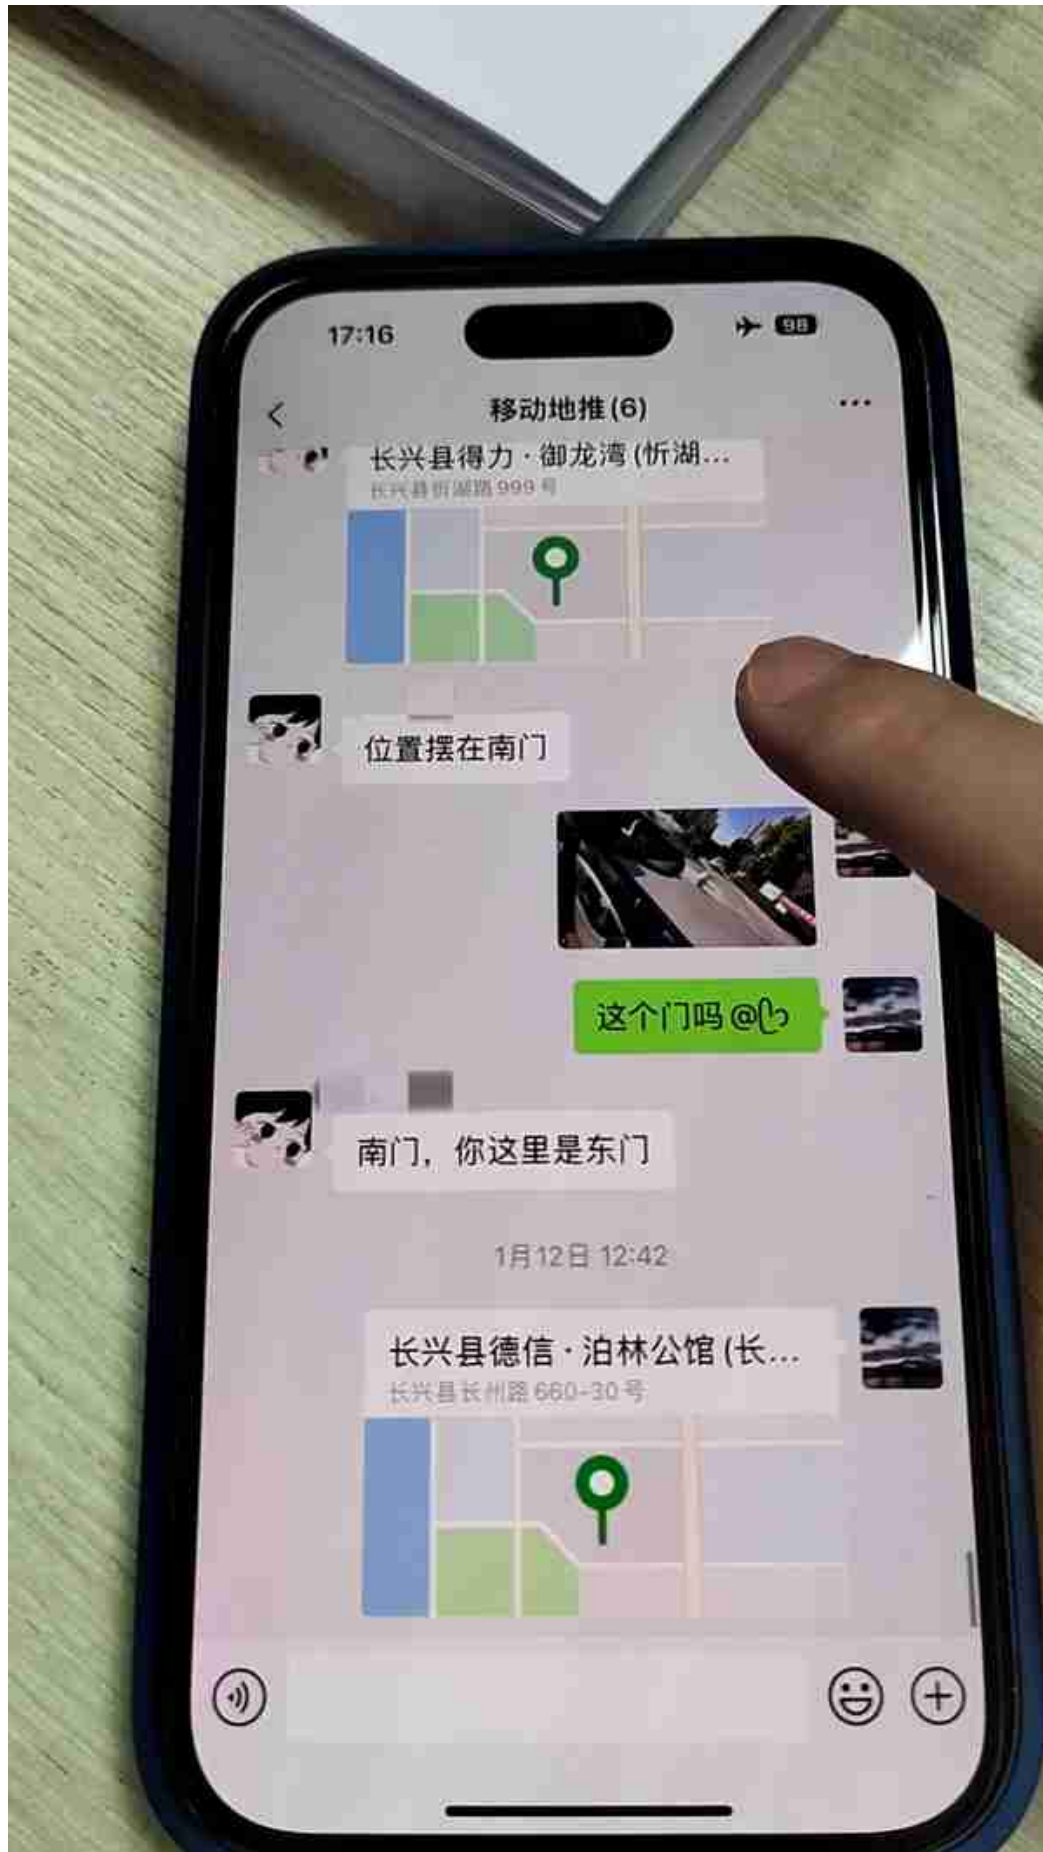 17:16
98
移动地推(6)
长兴县得力·御龙湾(忻湖...
长兴县忻湖路999号
位置摆在南门
这个门吗@
南门，你这里是东门
1月12日 12:42
长兴县德信·泊林公馆(长...
长兴县长州路660-30号